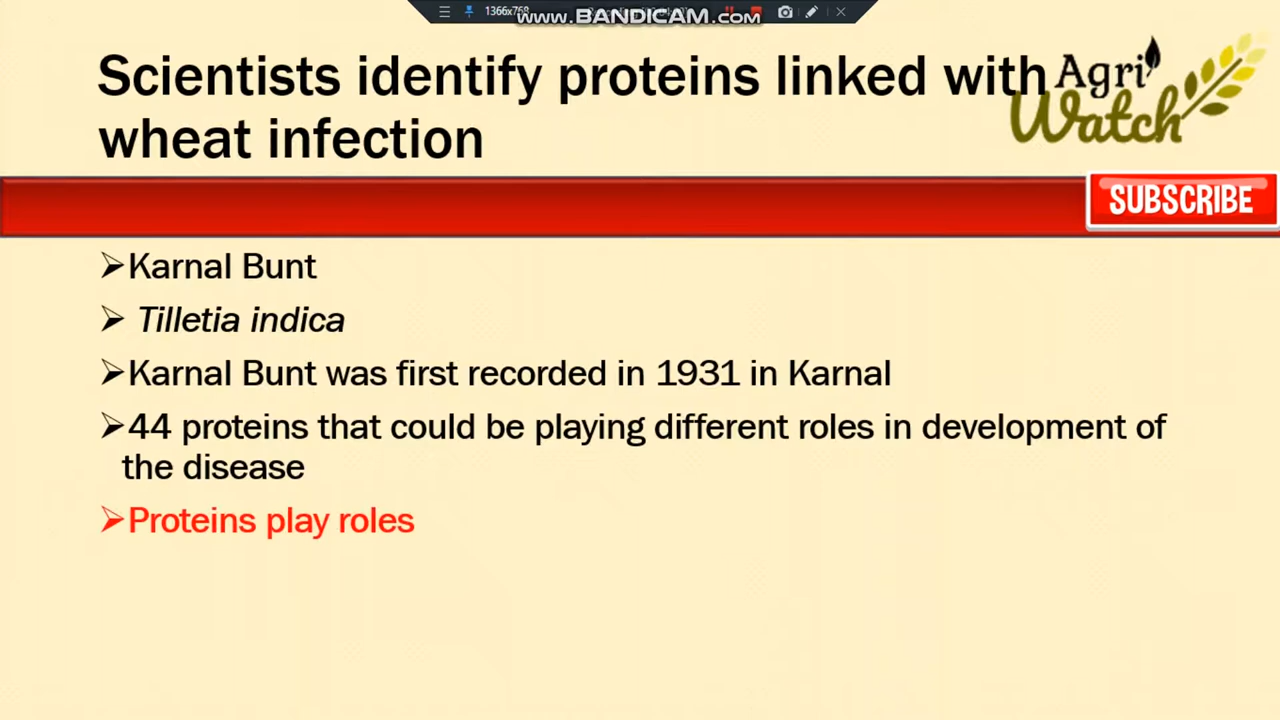 1366x768
www.BANDICAM.com
Scientists identify proteins linked with
wheat infection
Agri
Watch
SUBSCRIBE
➢Karnal Bunt
➢ Tilletia indica
➢Karnal Bunt was first recorded in 1931 in Karnal
➢44 proteins that could be playing different roles in development of
the disease
➢Proteins play roles